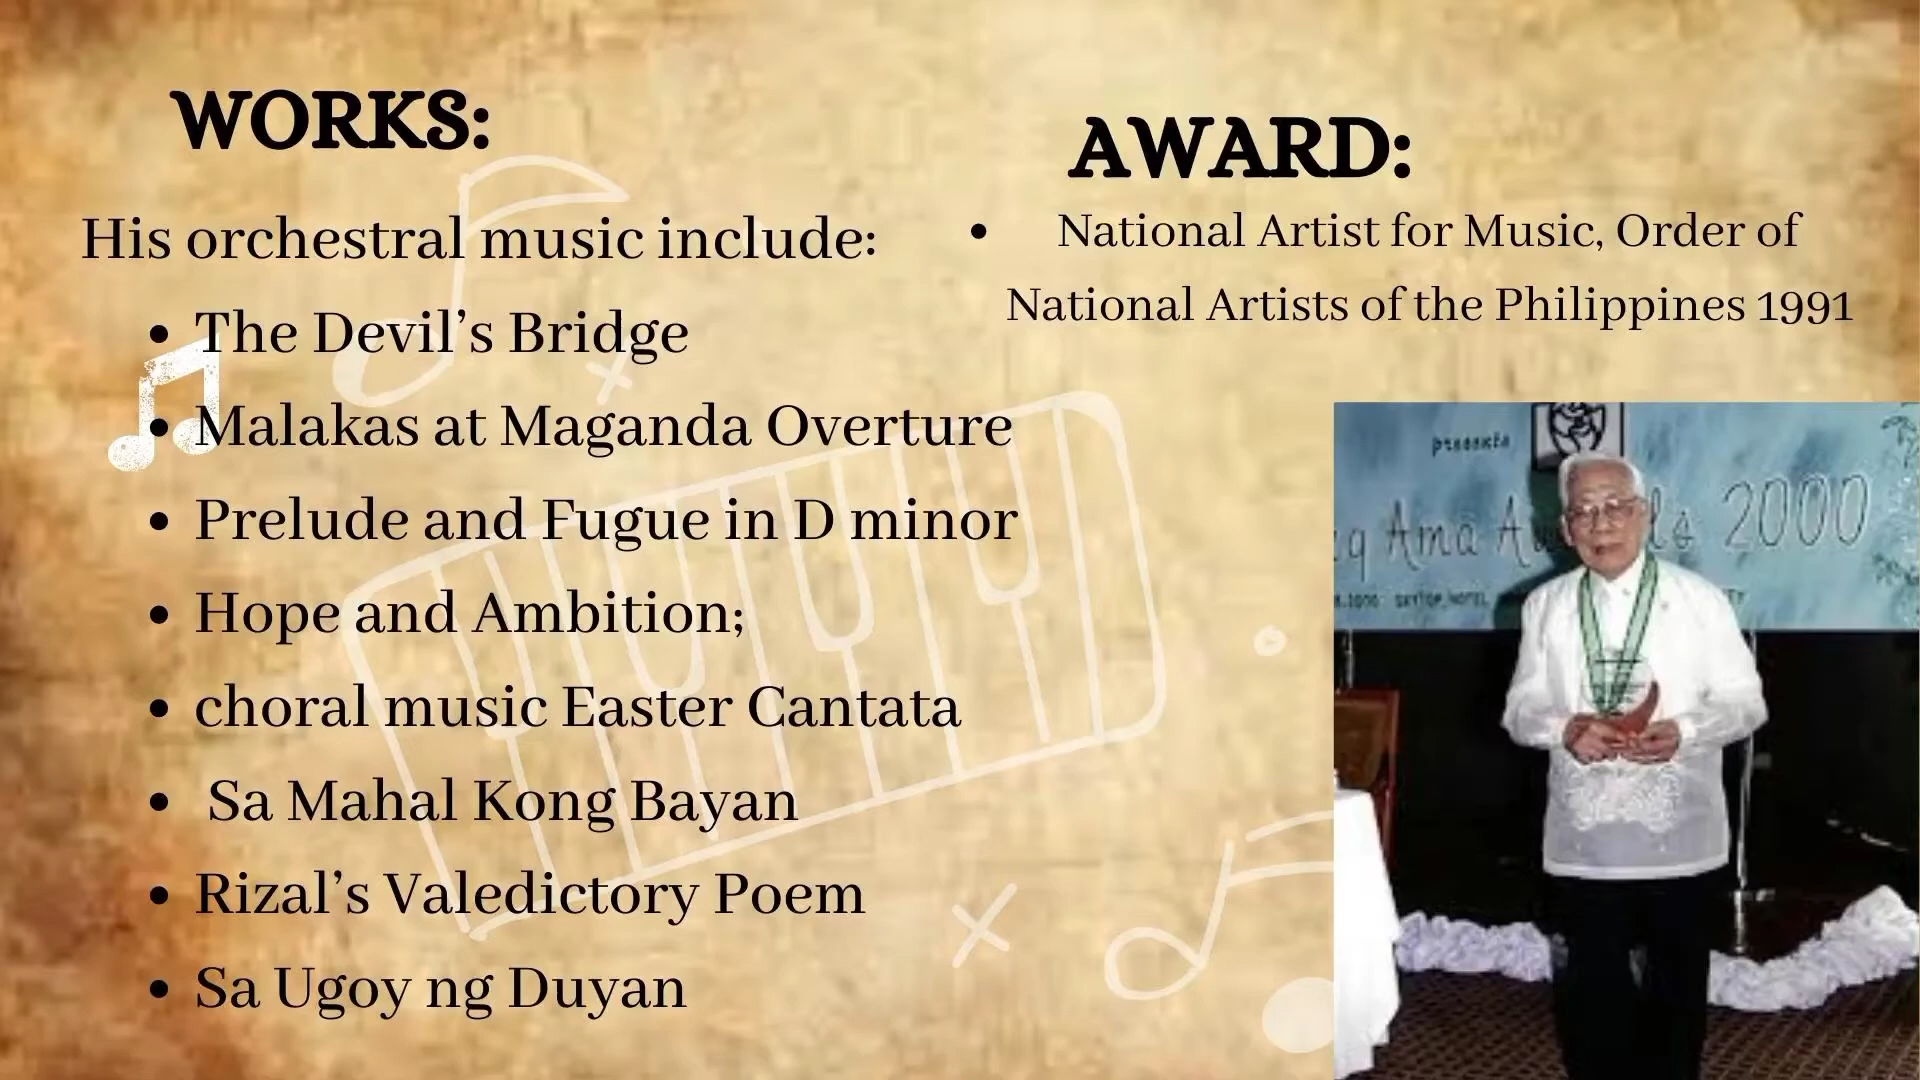 WORKS:
His orchestral music include:
• The Devil's Bridge
• Malakas at Maganda Overture
• Prelude and Fugue in D minor
• Hope and Ambition;
• choral music Easter Cantata
• Sa Mahal Kong Bayan
• Rizal's Valedictory Poem
• Sa Ugoy ng Duyan
AWARD:
• National Artist for Music, Order of
National Artists of the Philippines 1991
presents
Ama 2000